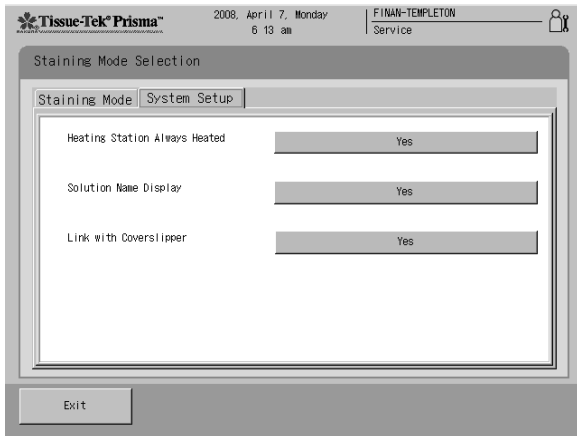 Tissue-Tek® Prisma™
2008, April 7, Monday
6 13 am
FINAN-TEMPLETON
Service
Staining Mode Selection
Staining Mode
System Setup
Heating Station Always Heated
Yes
Solution Name Display
Yes
Link with Coverslipper
Yes
Exit